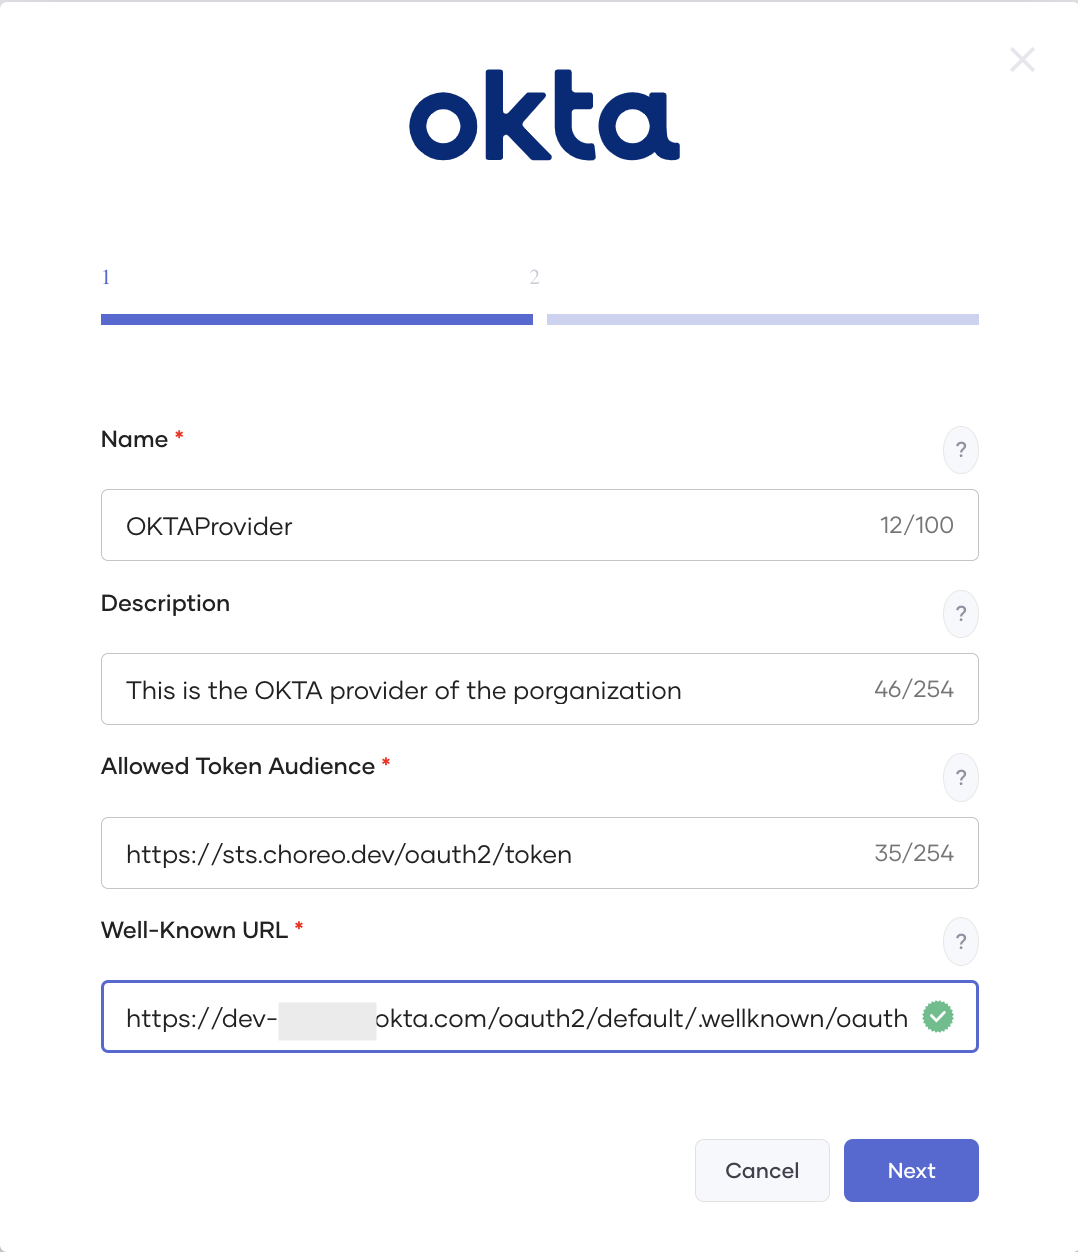 okta
1 2
Name *
?
OKTAProvider 12/100
Description
?
This is the OKTA provider of the porganization 46/254
Allowed Token Audience *
?
https://sts.choreo.dev/oauth2/token 35/254
Well-Known URL *
?
https://dev- okta.com/oauth2/default/.wellknown/oauth
Cancel Next